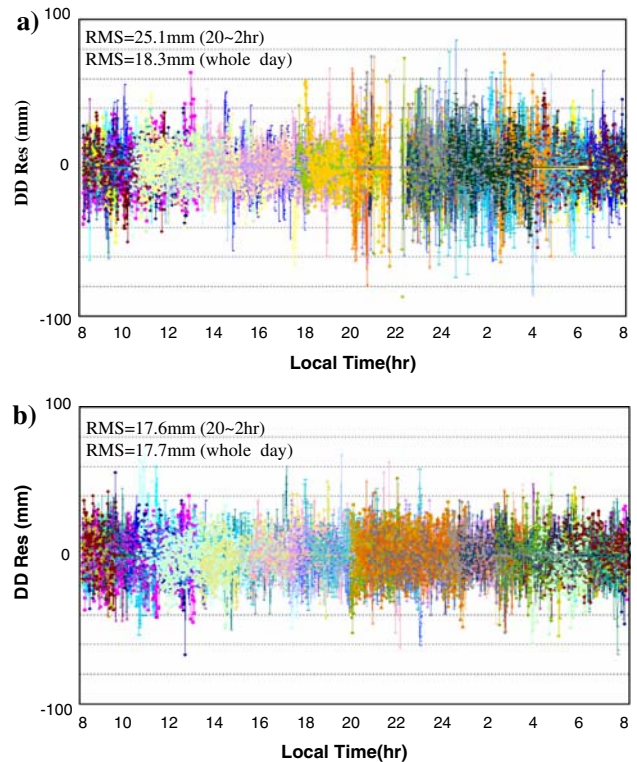 a)
100
RMS=25.1mm (20~2hr)
RMS=18.3mm (whole day)
DD Res (mm)
0
-100
8 10 12 14 16 18 20 22 24 2 4 6 8
Local Time(hr)
b)
100
RMS=17.6mm (20~2hr)
RMS=17.7mm (whole day)
DD Res (mm)
0
-100
8 10 12 14 16 18 20 22 24 2 4 6 8
Local Time(hr)